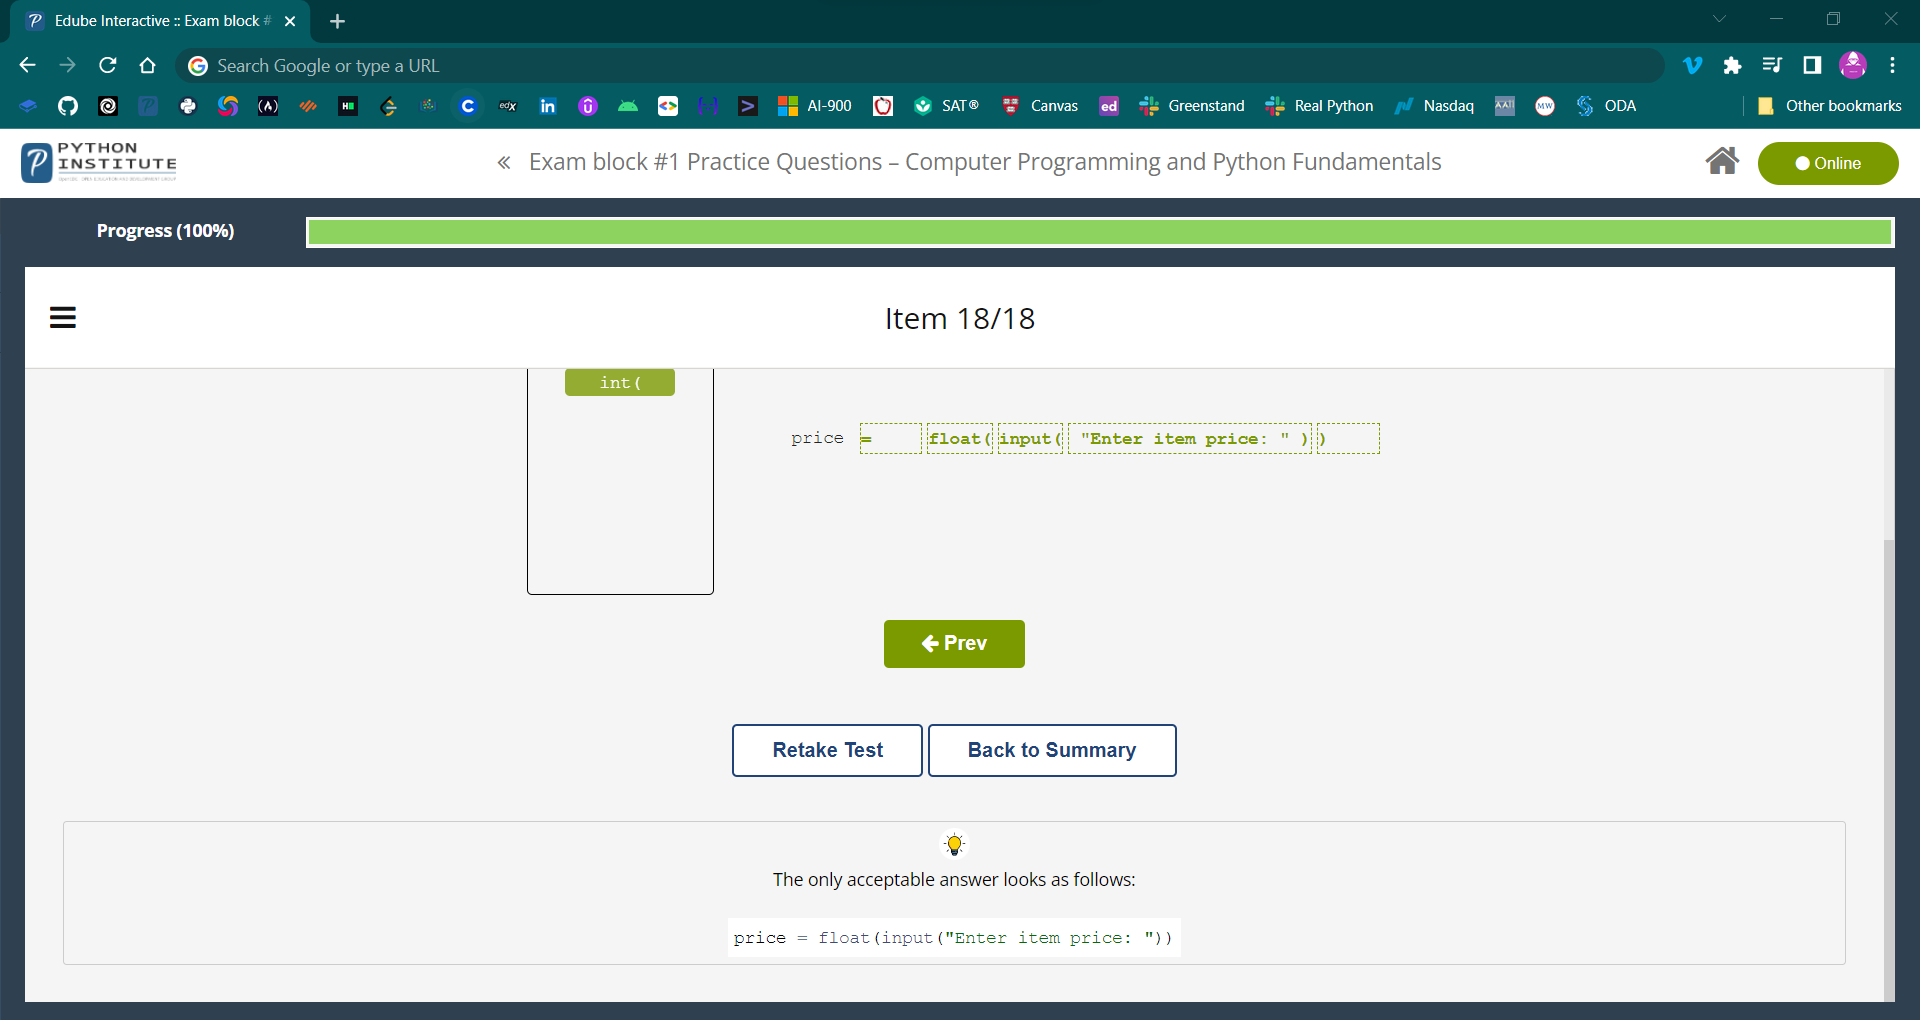 Edube Interactive :: Exam block #
Search Google or type a URL
AI-900
SAT®
Canvas
ed
Greenstand
Real Python
Nasdaq
MW
ODA
Other bookmarks
PYTHON
INSTITUTE
« Exam block #1 Practice Questions – Computer Programming and Python Fundamentals
Online
Progress (100%)
Item 18/18
int(
price = float( input( "Enter item price: " ) )
Prev
Retake Test
Back to Summary
The only acceptable answer looks as follows:
price = float(input("Enter item price: "))